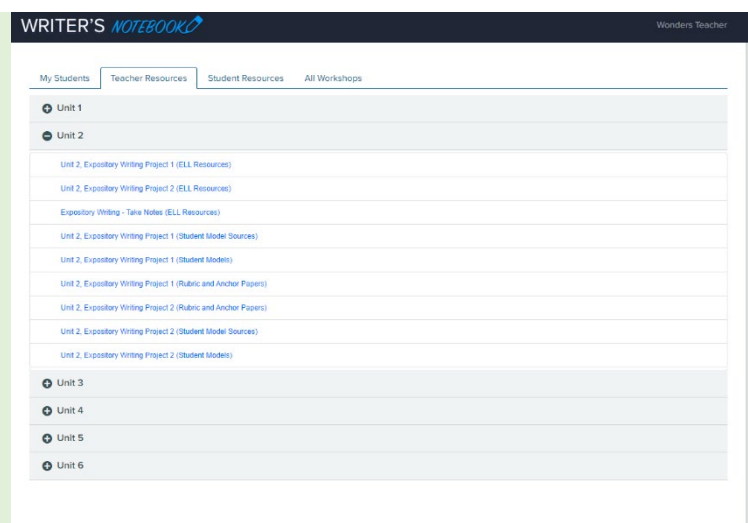 WRITER'S NOTEBOOK
Wonders Teacher
My Students Teacher Resources Student Resources All Workshops
Unit 1
Unit 2
Unit 2, Expository Writing Project 1 (ELL Resources)
Unit 2, Expository Writing Project 2 (ELL Resources)
Expository Writing - Take Notes (ELL Resources)
Unit 2, Expository Writing Project 1 (Student Model Sources)
Unit 2, Expository Writing Project 1 (Student Models)
Unit 2, Expository Writing Project 1 (Rubric and Anchor Papers)
Unit 2, Expository Writing Project 2 (Rubric and Anchor Papers)
Unit 2, Expository Writing Project 2 (Student Model Sources)
Unit 2, Expository Writing Project 2 (Student Models)
Unit 3
Unit 4
Unit 5
Unit 6